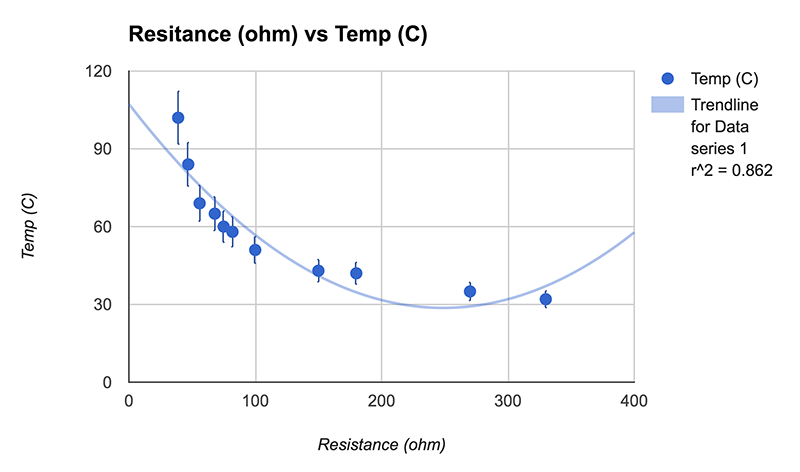 Resitance (ohm) vs Temp (C)
Temp (C)
Trendline
for Data
series 1
r^2 = 0.862
120
90
60
30
0
Temp (C)
0 100 200 300 400
Resistance (ohm)